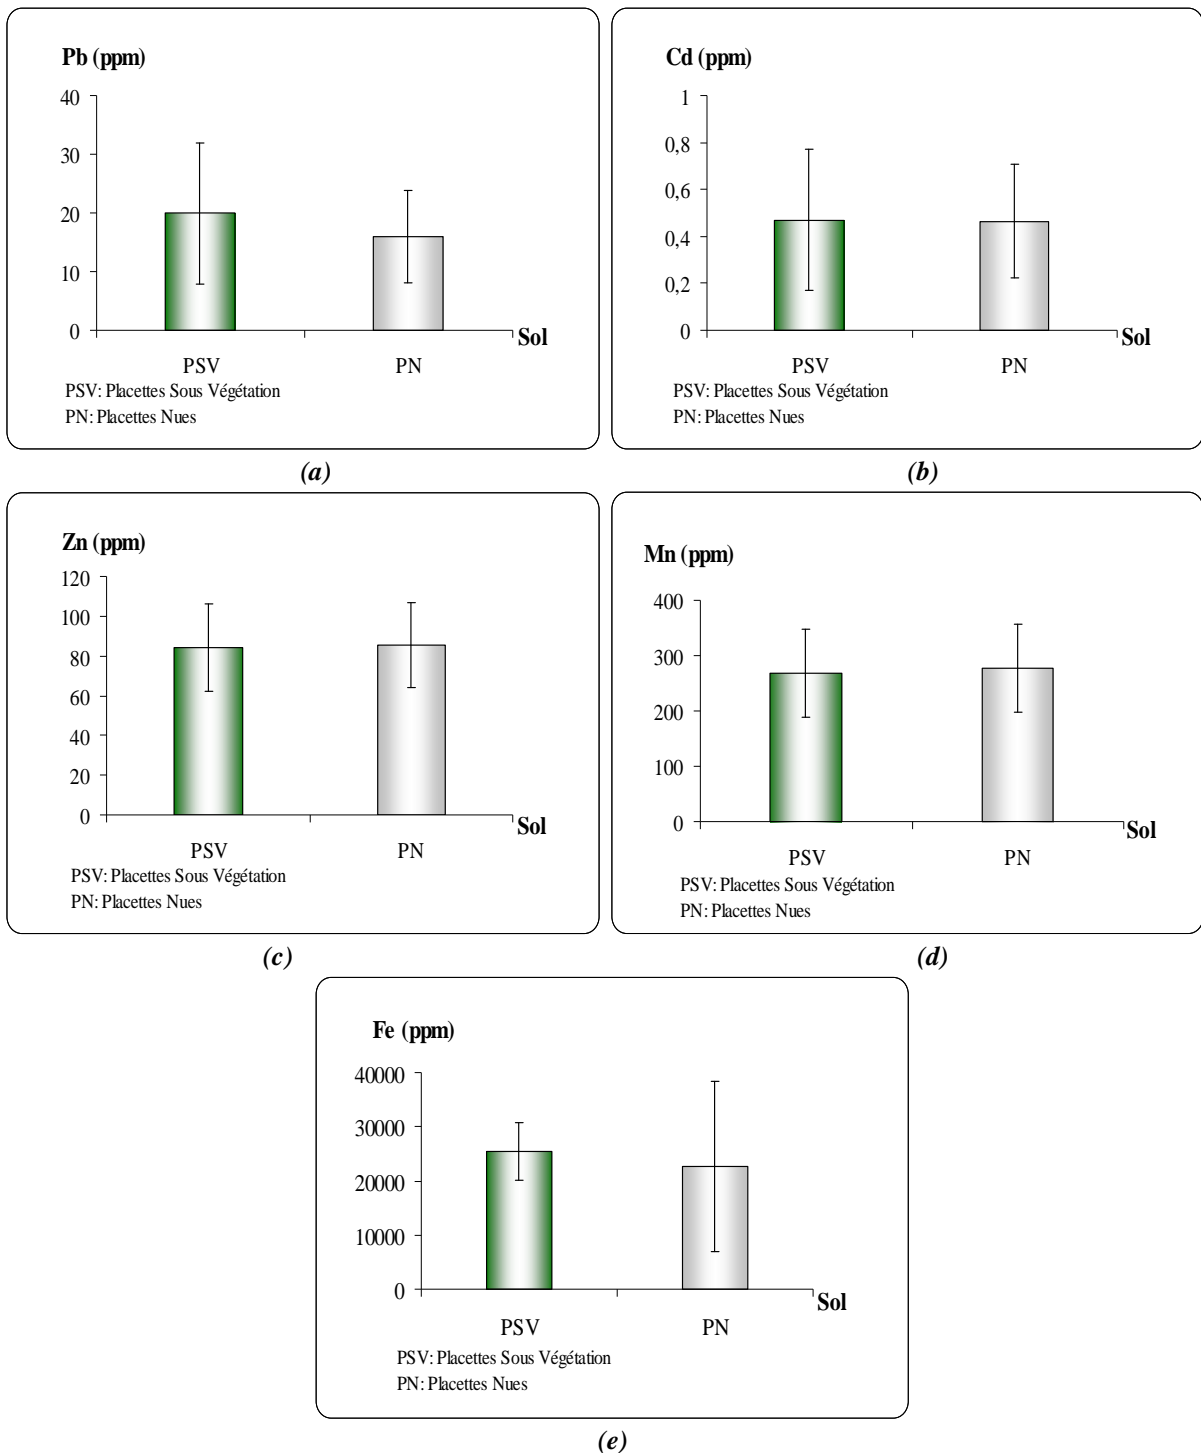 Pb (ppm)
40
30
20
10
0
Sol
PSV PN
PSV: Placettes Sous Végétation
PN: Placettes Nues
(a)
Cd (ppm)
1
0,8
0,6
0,4
0,2
0
Sol
PSV PN
PSV: Placettes Sous Végétation
PN: Placettes Nues
(b)
Zn (ppm)
120
100
80
60
40
20
0
Sol
PSV PN
PSV: Placettes Sous Végétation
PN: Placettes Nues
(c)
Mn (ppm)
400
300
200
100
0
Sol
PSV PN
PSV: Placettes Sous Végétation
PN: Placettes Nues
(d)
Fe (ppm)
40000
30000
20000
10000
0
Sol
PSV PN
PSV: Placettes Sous Végétation
PN: Placettes Nues
(e)